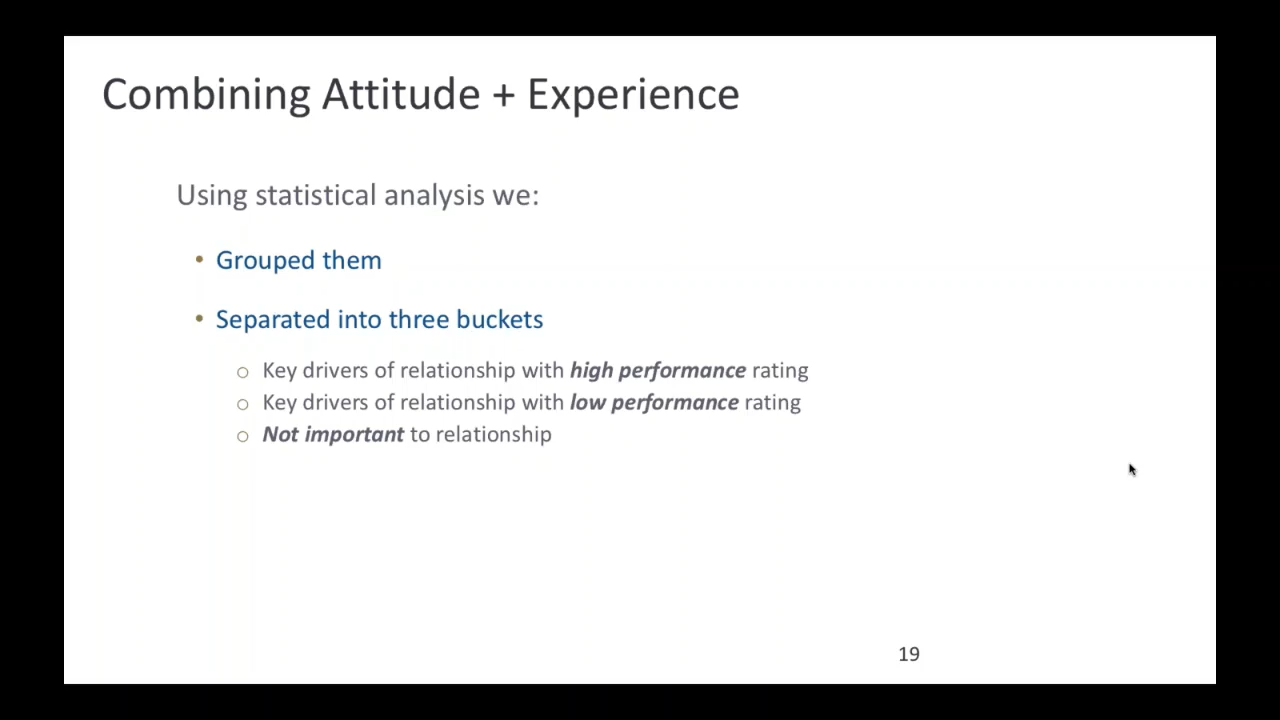 Combining Attitude + Experience
Using statistical analysis we:
• Grouped them
• Separated into three buckets
○ Key drivers of relationship with high performance rating
○ Key drivers of relationship with low performance rating
○ Not important to relationship
19